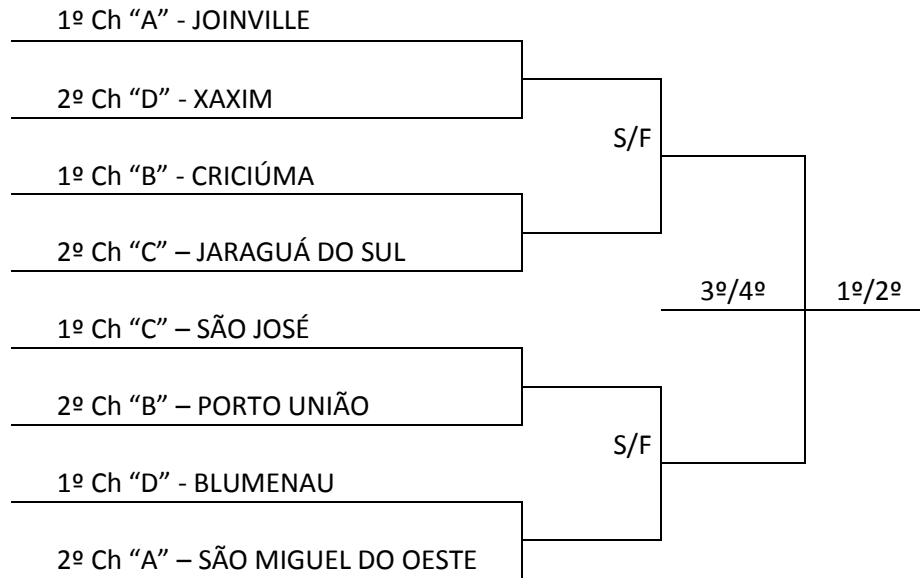 1º Ch “A” - JOINVILLE
2º Ch “D” - XAXIM
S/F
1º Ch “B” - CRICIÚMA
2º Ch “C” – JARAGUÁ DO SUL
3º/4º
1º/2º
1º Ch “C” – SÃO JOSÉ
2º Ch “B” – PORTO UNIÃO
S/F
1º Ch “D” - BLUMENAU
2º Ch “A” – SÃO MIGUEL DO OESTE